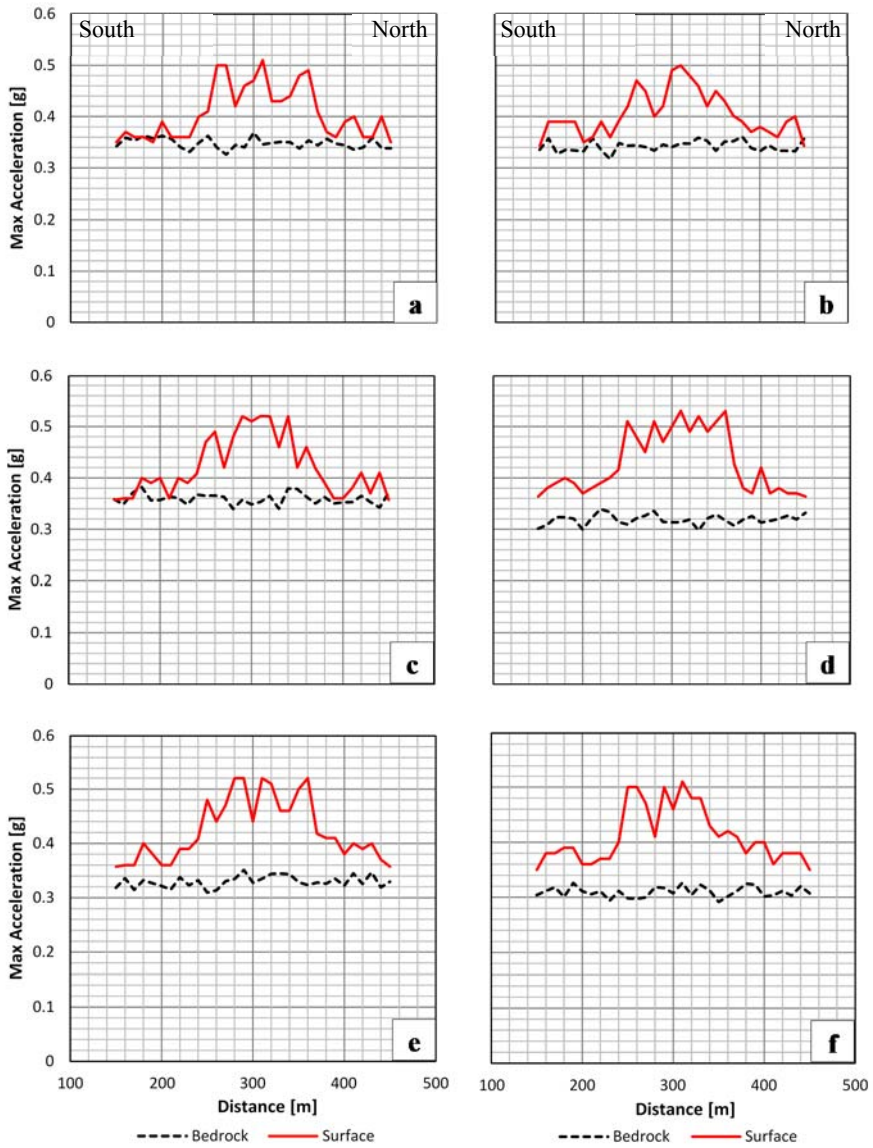 0.6
South North South North
0.5
0.4
0.3
0.2
0.1
0
Max Acceleration [g]
a b
0.6
0.5
0.4
0.3
0.2
0.1
0
Max Acceleration [g]
c d
0.6
0.5
0.4
0.3
0.2
0.1
0
Max Acceleration [g]
e f
100 200 300 400 500 100 200 300 400 500
Distance [m] Distance [m]
Bedrock Surface Bedrock Surface